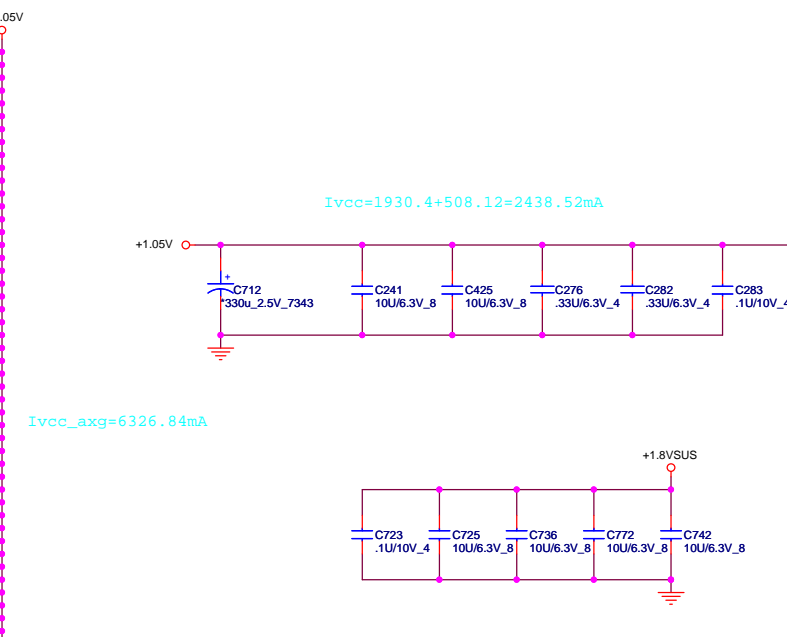 .05V
Ivcc=1930.4+508.12=2438.52mA
+1.05V
+
C712
*330u_2.5V_7343
C241
10U/6.3V_8
C425
10U/6.3V_8
C276
.33U/6.3V_4
C282
.33U/6.3V_4
C283
.1U/10V_4
Ivcc_axg=6326.84mA
+1.8VSUS
C723
.1U/10V_4
C725
10U/6.3V_8
C736
10U/6.3V_8
C772
10U/6.3V_8
C742
10U/6.3V_8